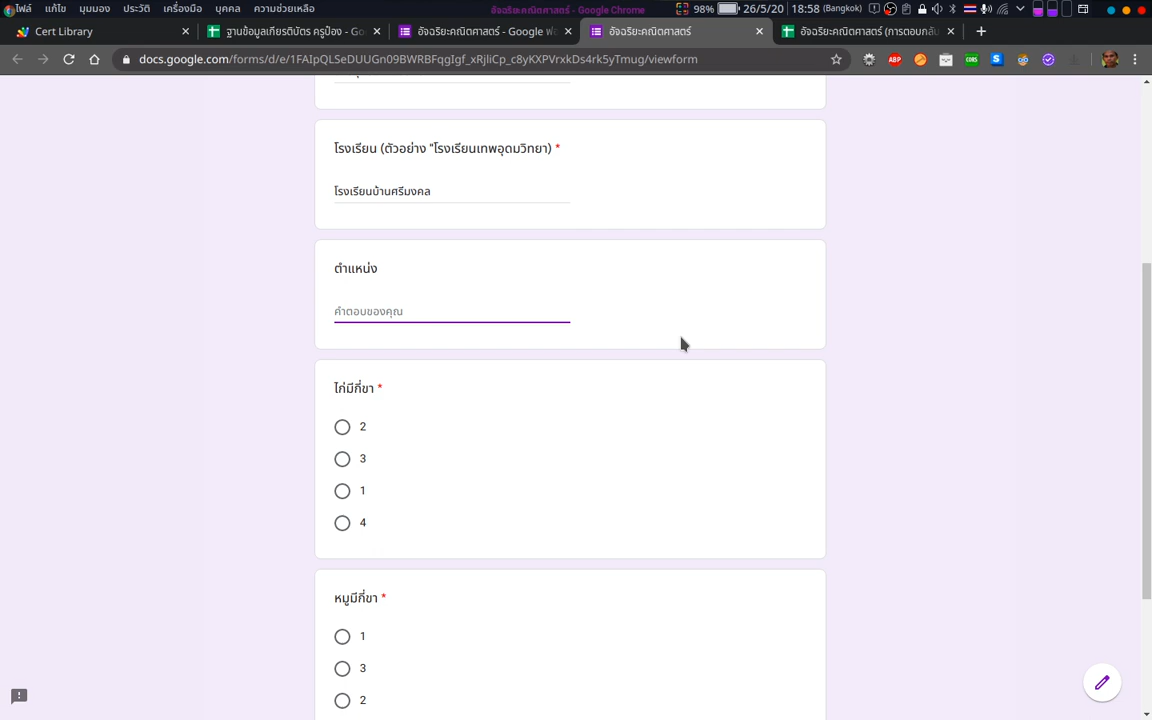 ไฟล์ แก้ไข มุมมอง ประวัติ เครื่องมือ บุคคล ความช่วยเหลือ
อัจฉริยะคณิตศาสตร์ - Google Chrome
98% 26/5/20 18:58 (Bangkok)
Cert Library
ฐานข้อมูลเกียรติบัตร ครูป๋อง - Go
อัจฉริยะคณิตศาสตร์ - Google ฟอ
อัจฉริยะคณิตศาสตร์
อัจฉริยะคณิตศาสตร์ (การตอบกลับ
docs.google.com/forms/d/e/1FAIpQLSeDUUGn09BWRBFqgIgf_xRjliCp_c8yKXPVrxkDs4rk5yTmug/viewform
ABP
CORS
โรงเรียน (ตัวอย่าง "โรงเรียนเทพอุดมวิทยา) *
โรงเรียนบ้านศรีมงคล
ตำแหน่ง
คำตอบของคุณ
ไก่มีกี่ขา *
2
3
1
4
หมูมีกี่ขา *
1
3
2